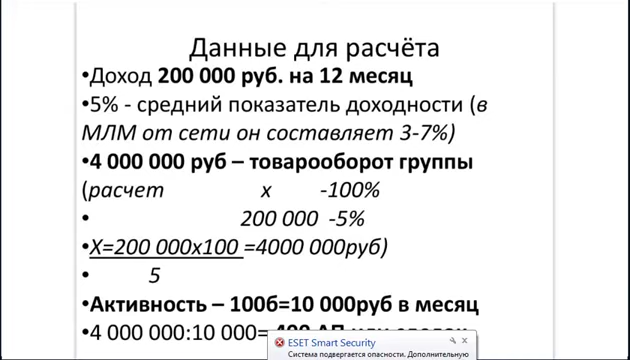 Данные для расчёта
•Доход 200 000 руб. на 12 месяц
•5% - средний показатель доходности (в
МЛМ от сети он составляет 3-7%)
•4 000 000 руб – товарооборот группы
(расчет х -100%
• 200 000 -5%
•Х=200 000х100 =4000 000руб)
• 5
•Активность – 100б=10 000руб в месяц
•4 000 000:10 000=
ESET Smart Security
Система подвергается опасности. Дополнительную